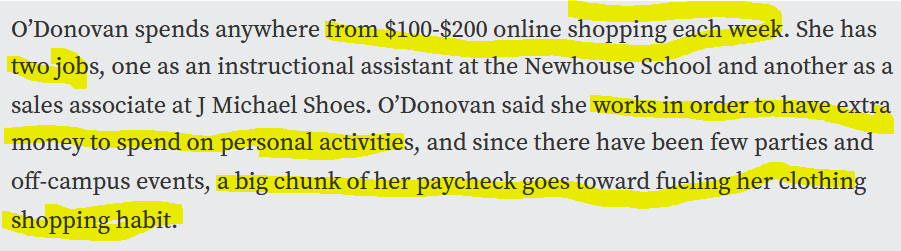 O’Donovan spends anywhere from $100-$200 online shopping each week. She has
two jobs, one as an instructional assistant at the Newhouse School and another as a
sales associate at J Michael Shoes. O’Donovan said she works in order to have extra
money to spend on personal activities, and since there have been few parties and
off-campus events, a big chunk of her paycheck goes toward fueling her clothing
shopping habit.